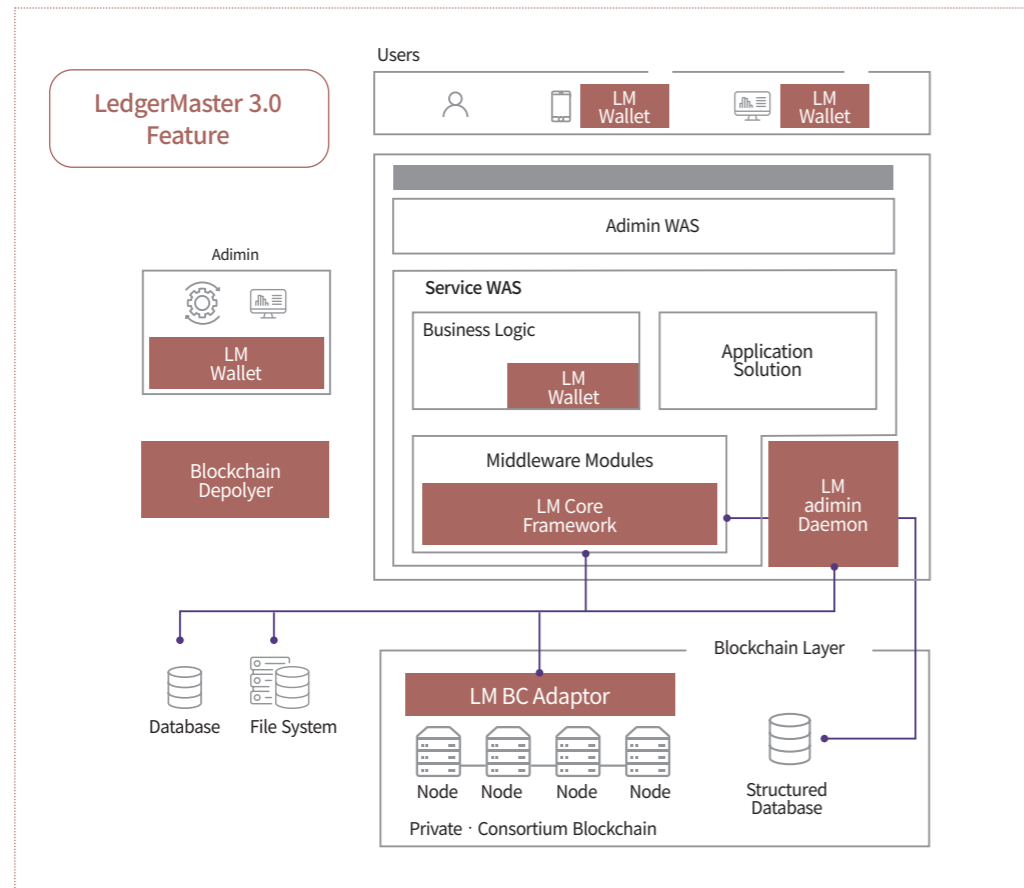 LedgerMaster 3.0
Feature
Users
LM
Wallet
LM
Wallet
Adimin WAS
Adimin
LM
Wallet
Service WAS
Business Logic
LM
Wallet
Application
Solution
Blockchain
Depolyer
Middleware Modules
LM Core
Framework
LM
adimin
Daemon
Blockchain Layer
LM BC Adaptor
Database
File System
Node
Node
Node
Node
Structured
Database
Private · Consortium Blockchain